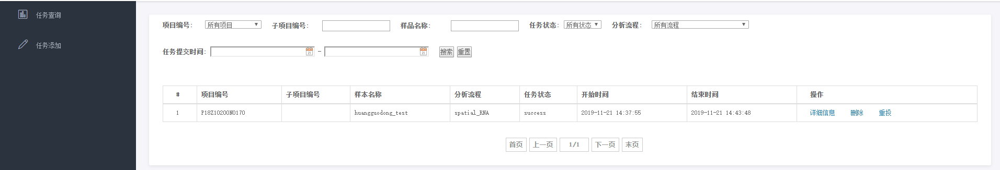 任务查询
任务添加
项目编号： 所有项目 子项目编号： 样品名称： 任务状态： 所有状态 分析流程： 所有流程
任务提交时间： - 搜索 重置
# 项目编号 子项目编号 样本名称 分析流程 任务状态 开始时间 结束时间 操作
1 P18Z10200N0170 huangguodong_test spatial_RNA success 2019-11-21 14:37:55 2019-11-21 14:43:48 详细信息 删除 重投
首页 上一页 1/1 下一页 末页